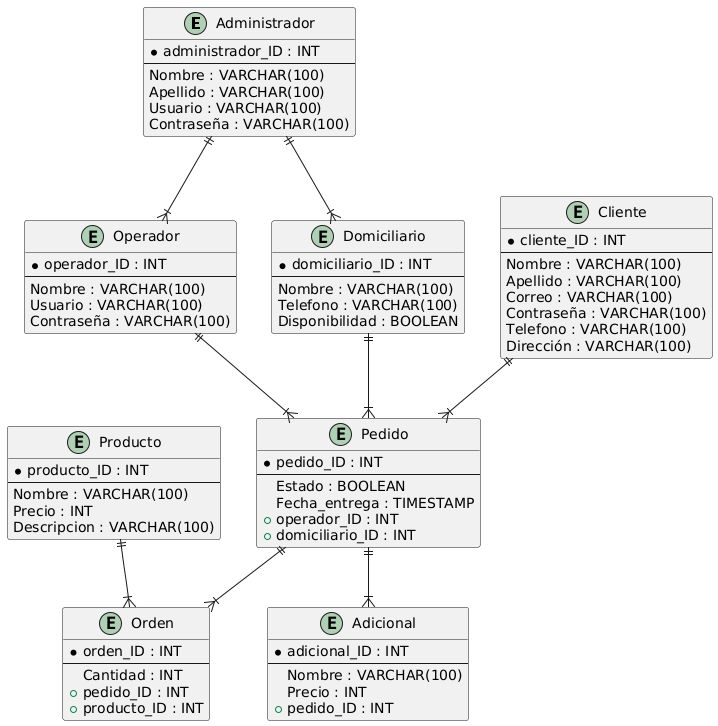 E Administrador
administrador_ID : INT
Nombre : VARCHAR(100)
Apellido : VARCHAR(100)
Usuario : VARCHAR(100)
Contraseña : VARCHAR(100)
E Operador
operador_ID : INT
Nombre : VARCHAR(100)
Usuario : VARCHAR(100)
Contraseña : VARCHAR(100)
E Domiciliario
domiciliario_ID : INT
Nombre : VARCHAR(100)
Telefono : VARCHAR(100)
Disponibilidad : BOOLEAN
E Cliente
cliente_ID : INT
Nombre : VARCHAR(100)
Apellido : VARCHAR(100)
Correo : VARCHAR(100)
Contraseña : VARCHAR(100)
Telefono : VARCHAR(100)
Dirección : VARCHAR(100)
E Producto
producto_ID : INT
Nombre : VARCHAR(100)
Precio : INT
Descripcion : VARCHAR(100)
E Pedido
pedido_ID : INT
Estado : BOOLEAN
Fecha_entrega : TIMESTAMP
operador_ID : INT
domiciliario_ID : INT
E Orden
orden_ID : INT
Cantidad : INT
pedido_ID : INT
producto_ID : INT
E Adicional
adicional_ID : INT
Nombre : VARCHAR(100)
Precio : INT
pedido_ID : INT